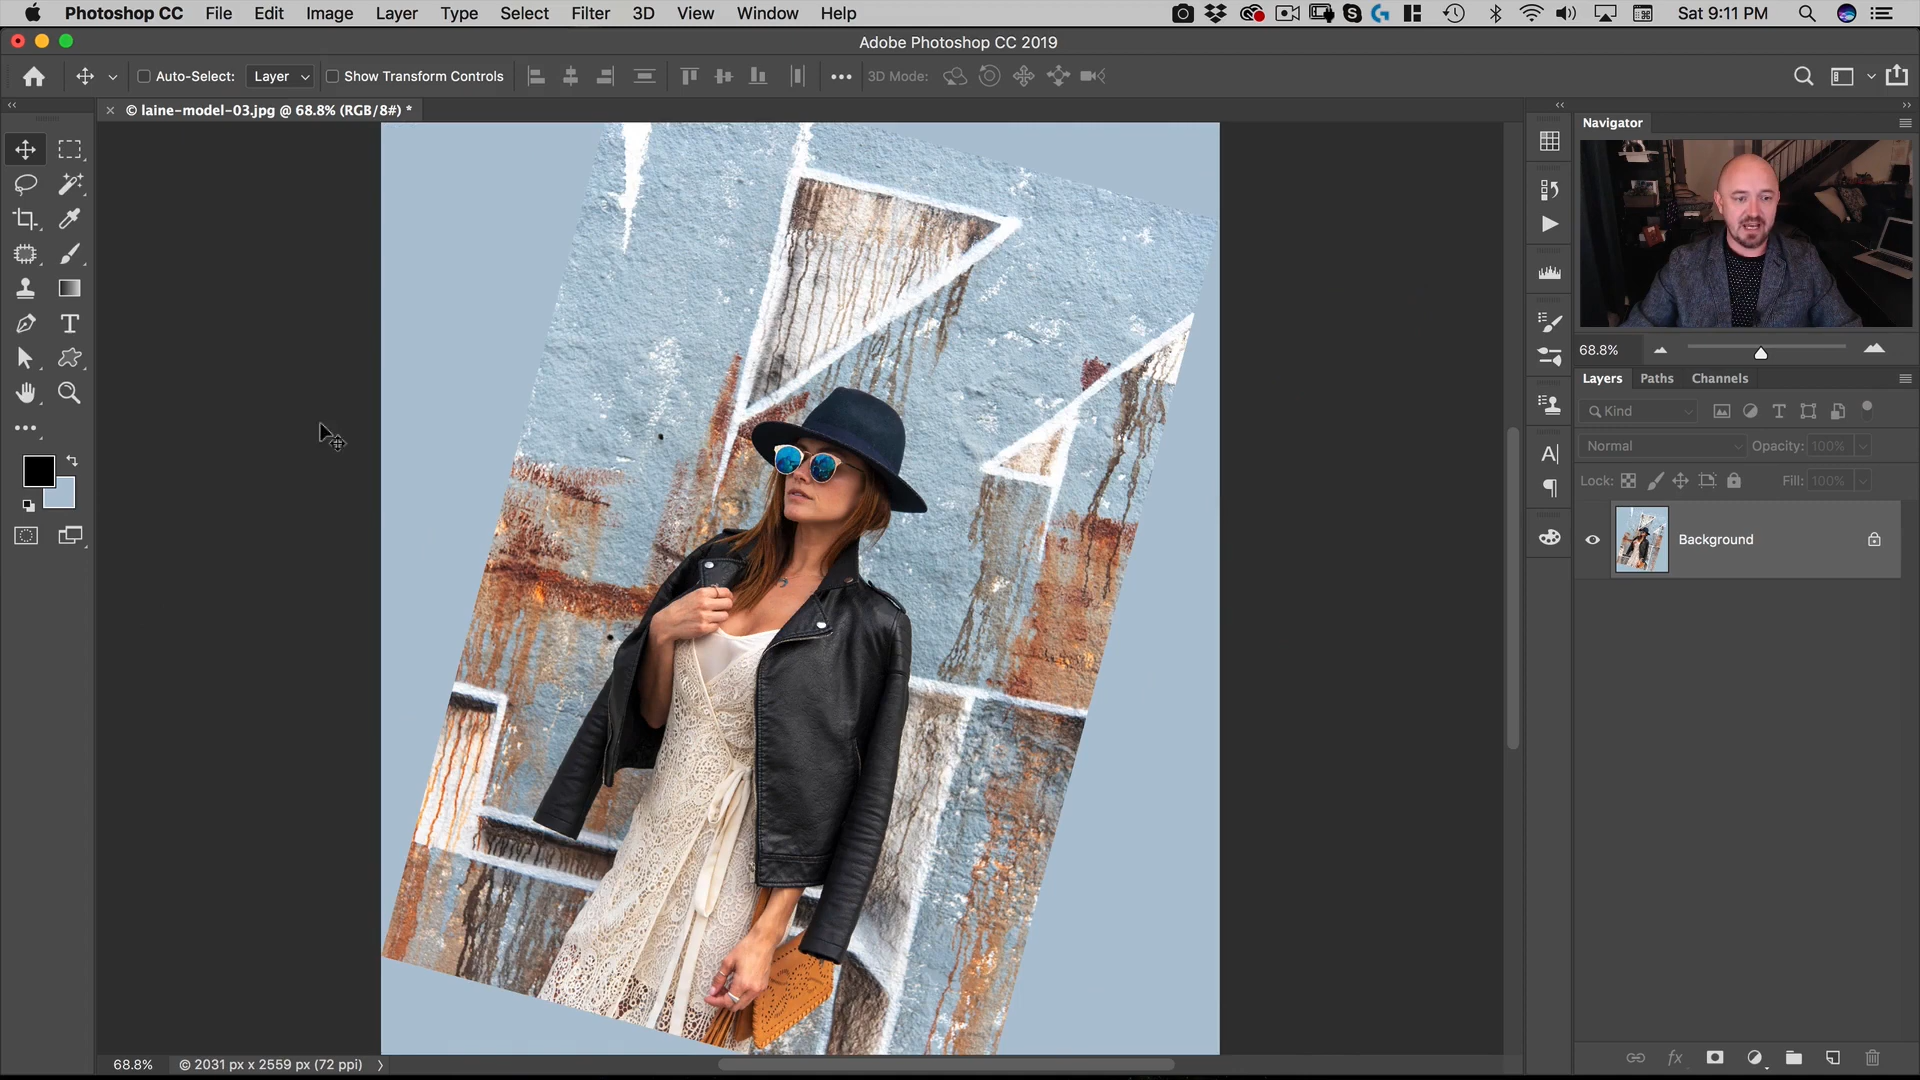 Photoshop CC File Edit Image Layer Type Select Filter 3D View Window Help Sat 9:11 PM
Adobe Photoshop CC 2019
Auto-Select: Layer Show Transform Controls 3D Mode:
© laine-model-03.jpg @ 68.8% (RGB/8#) *
Navigator
68.8%
Layers Paths Channels
Kind
Normal Opacity: 100%
Lock: Fill: 100%
Background
68.8% © 2031 px x 2559 px (72 ppi)